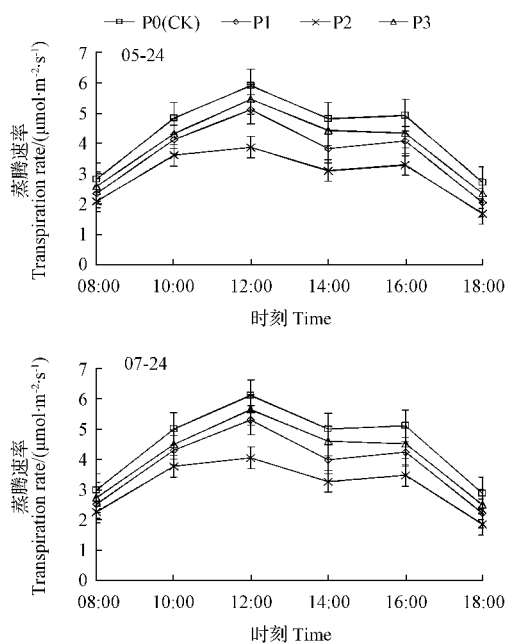 P0(CK) P1 P2 P3
05-24
蒸腾速率
Transpiration rate/(μmol·m⁻²·s⁻¹)
7
6
5
4
3
2
1
0
08:00 10:00 12:00 14:00 16:00 18:00
时刻 Time
07-24
蒸腾速率
Transpiration rate/(μmol·m⁻²·s⁻¹)
7
6
5
4
3
2
1
0
08:00 10:00 12:00 14:00 16:00 18:00
时刻 Time